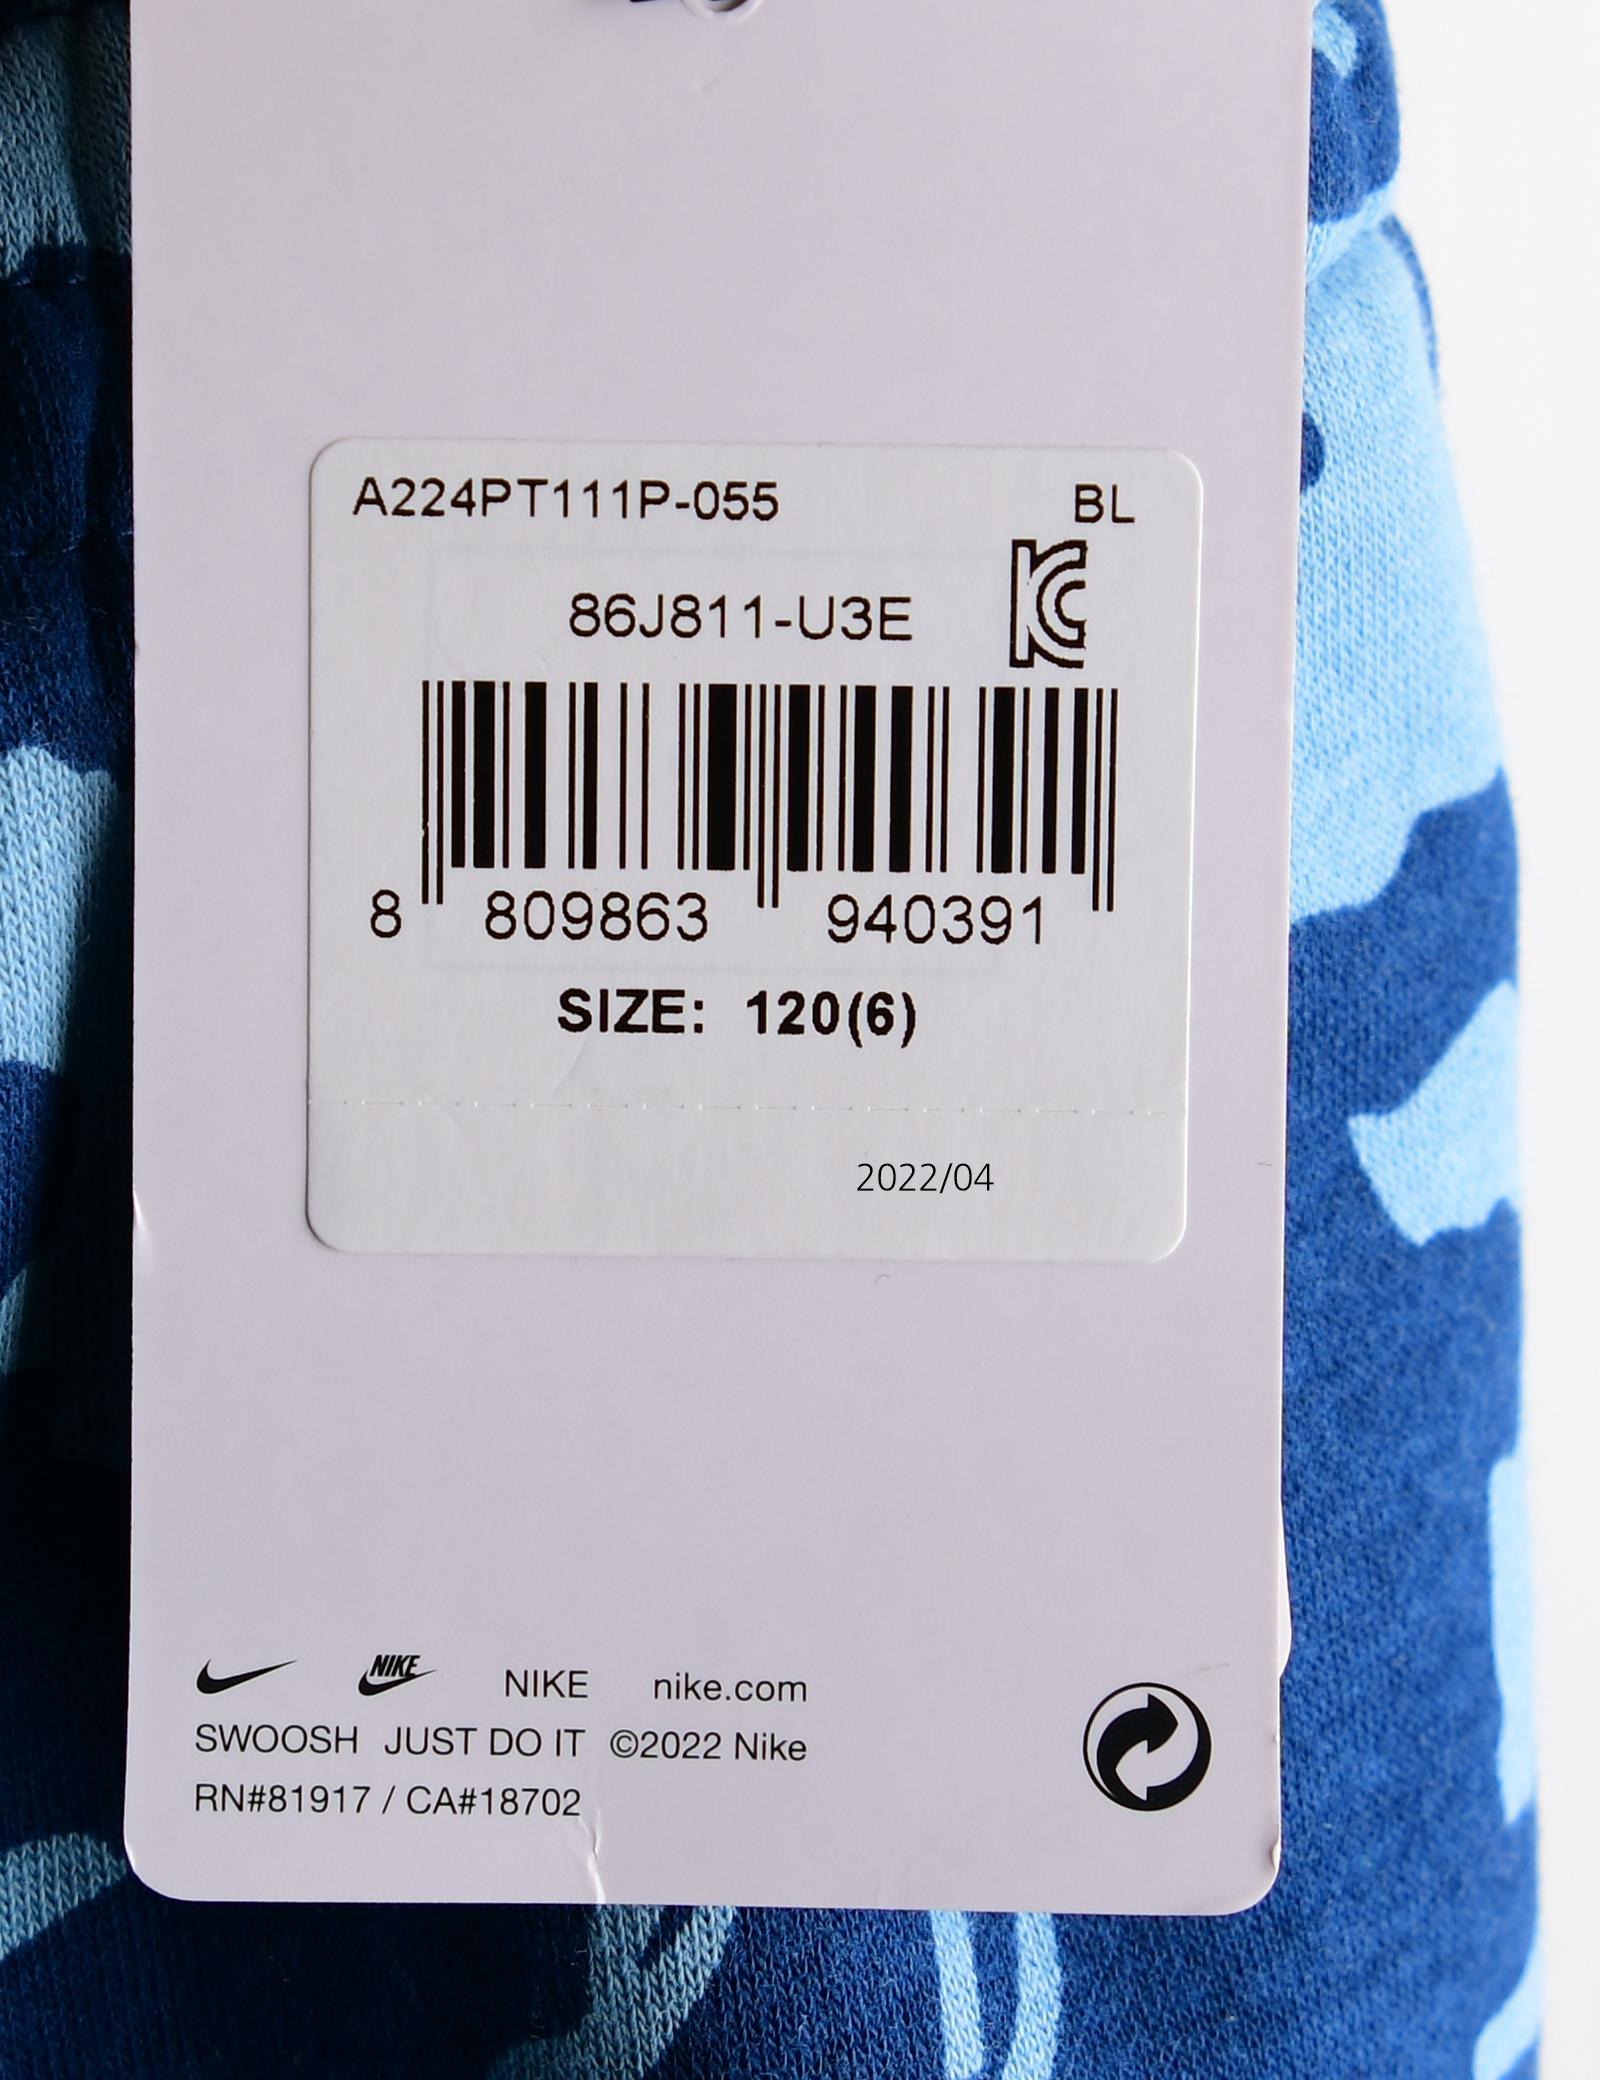 A224PT111P-055 BL
KC
86J811-U3E
8 809863 940391
SIZE: 120(6)
2022/04
NIKE NIKE nike.com
SWOOSH JUST DO IT ©2022 Nike
RN#81917 / CA#18702